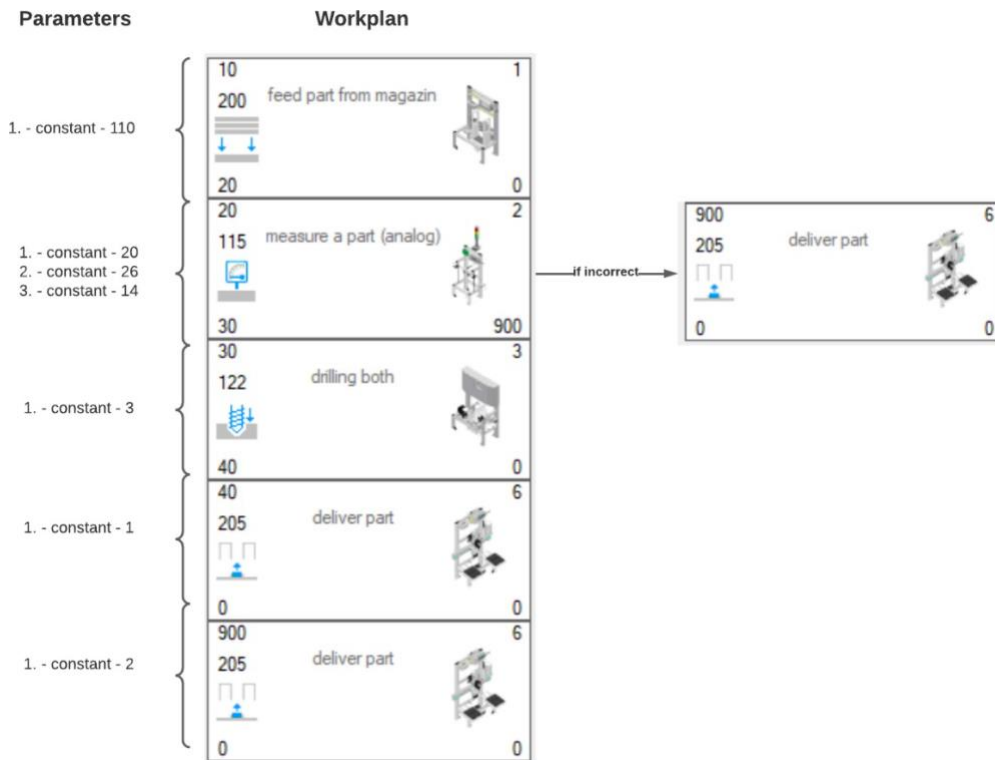 Parameters
Workplan
1. - constant - 110
10
1
200
feed part from magazin
20
0
1. - constant - 20
2. - constant - 26
3. - constant - 14
20
2
115
measure a part (analog)
30
900
if incorrect
900
6
205
deliver part
0
0
1. - constant - 3
30
3
122
drilling both
40
0
1. - constant - 1
40
6
205
deliver part
0
0
1. - constant - 2
900
6
205
deliver part
0
0